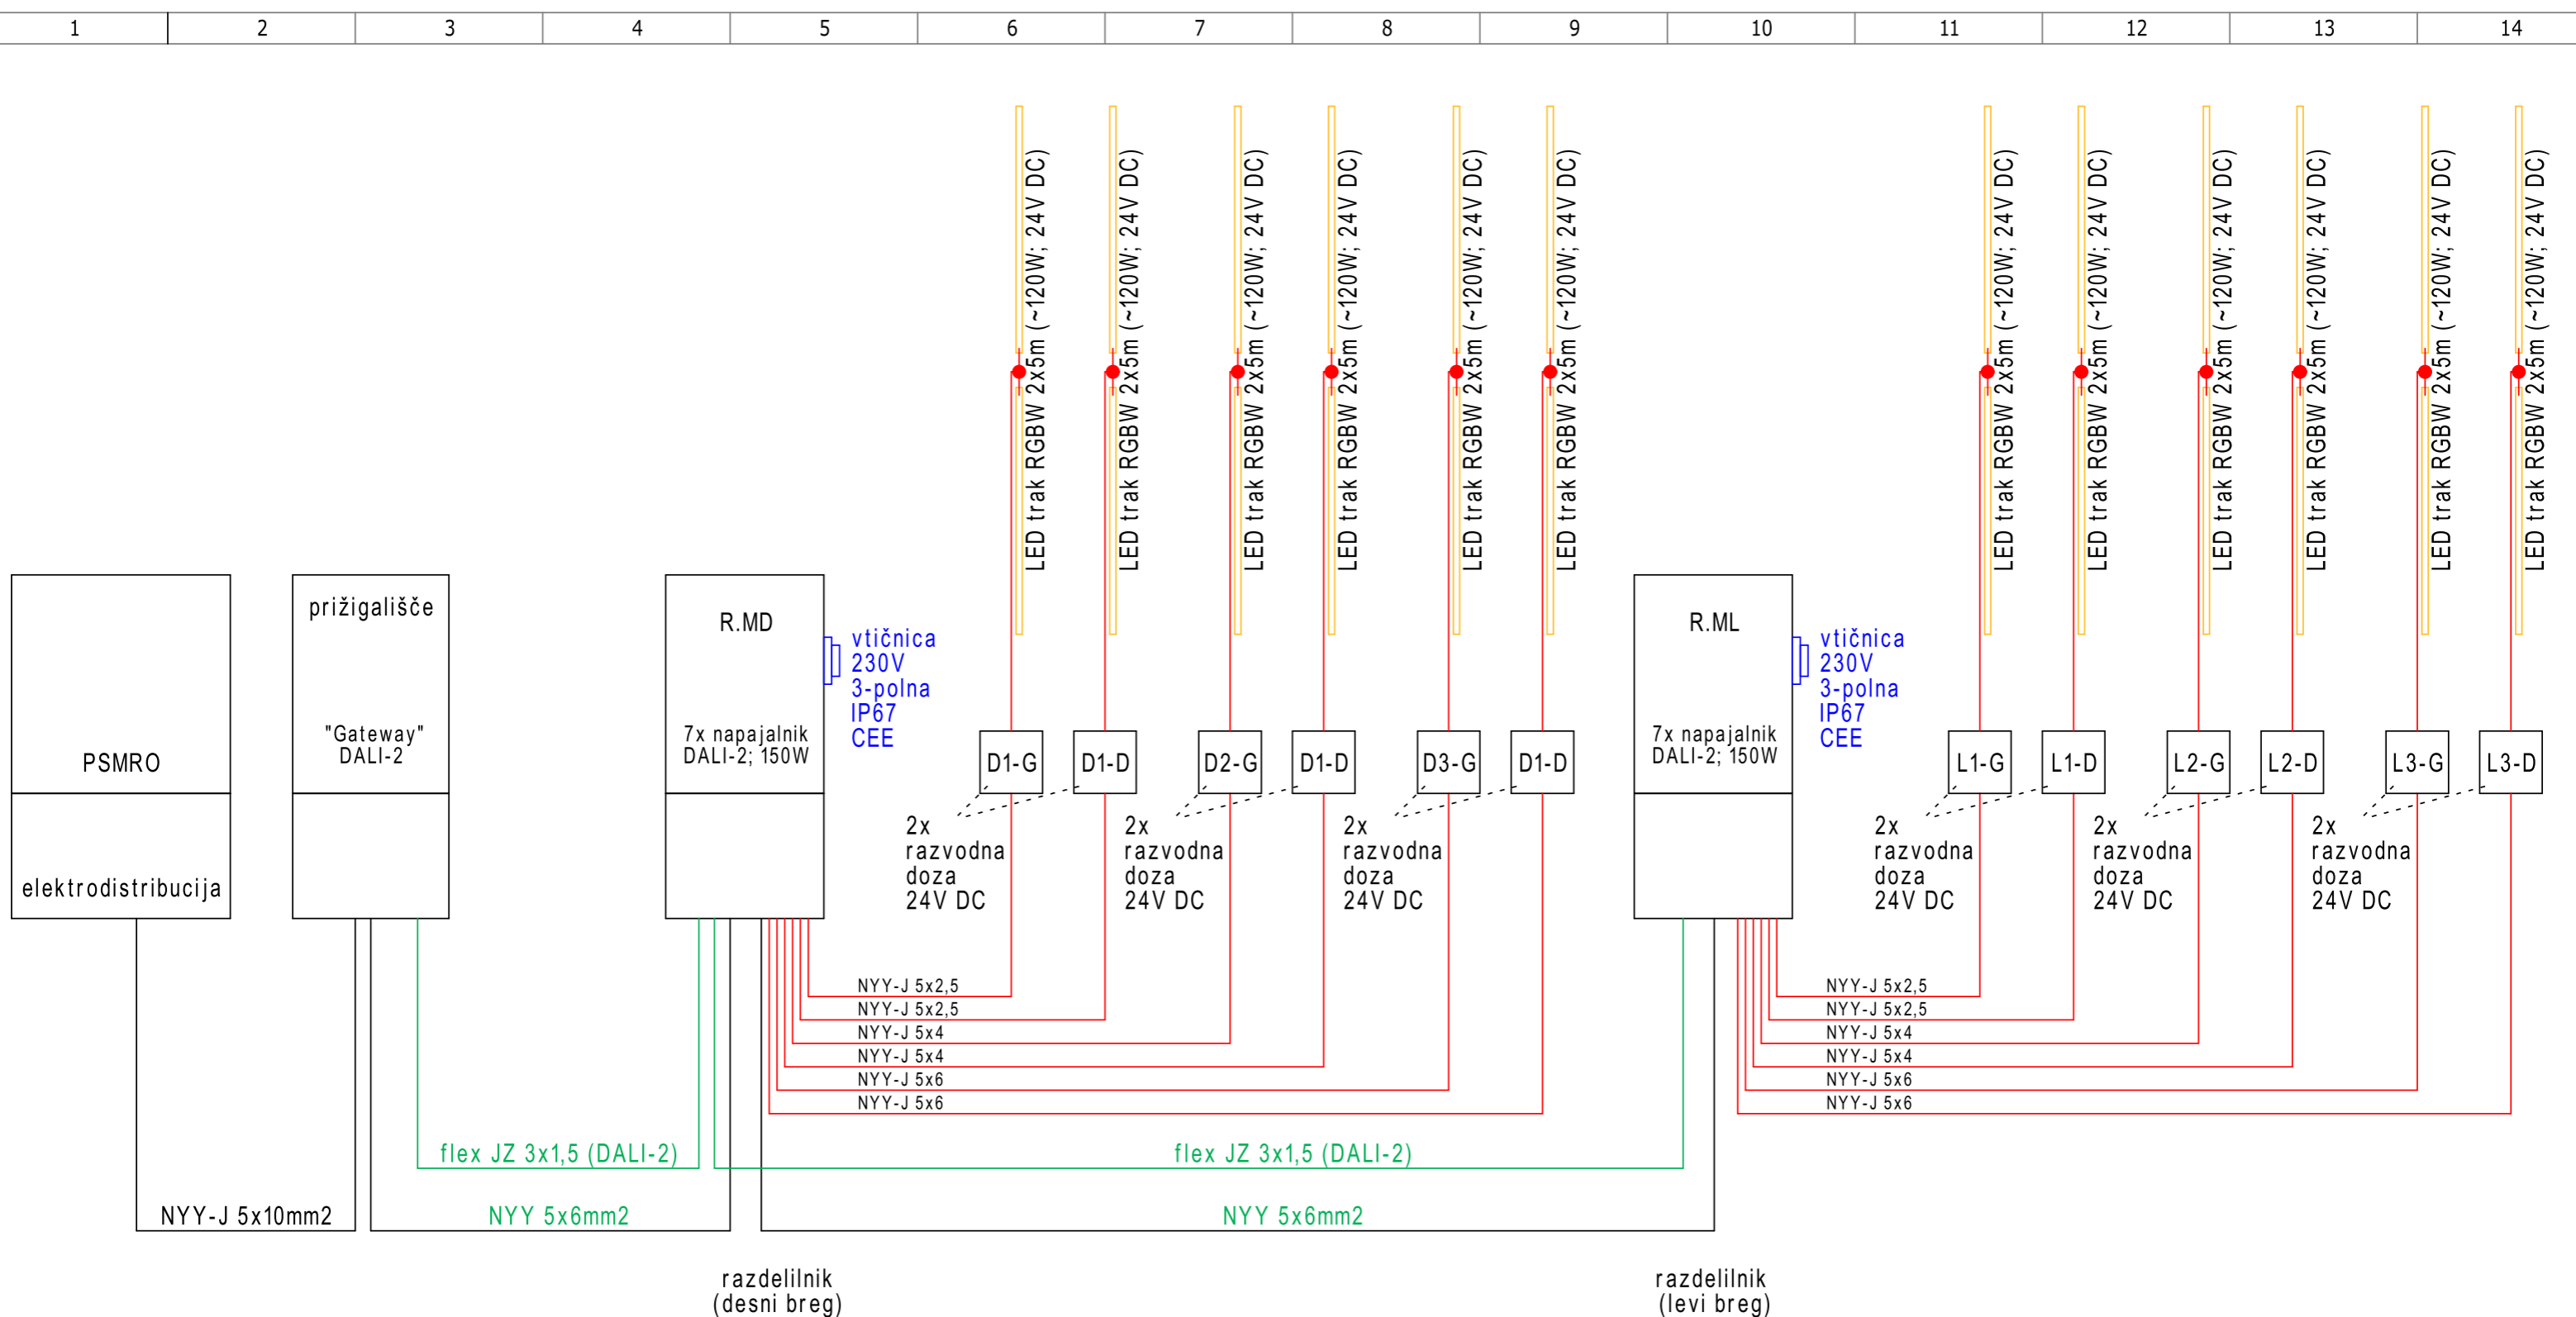 1 2 3 4 5 6 7 8 9 10 11 12 13 14
LED trak RGBW 2x5m (~120W; 24V DC)
LED trak RGBW 2x5m (~120W; 24V DC)
LED trak RGBW 2x5m (~120W; 24V DC)
LED trak RGBW 2x5m (~120W; 24V DC)
LED trak RGBW 2x5m (~120W; 24V DC)
LED trak RGBW 2x5m (~120W; 24V DC)
LED trak RGBW 2x5m (~120W; 24V DC)
LED trak RGBW 2x5m (~120W; 24V DC)
LED trak RGBW 2x5m (~120W; 24V DC)
LED trak RGBW 2x5m (~120W; 24V DC)
LED trak RGBW 2x5m (~120W; 24V DC)
LED trak RGBW 2x5m (~120W; 24V DC)
PSMRO
elektrodistribucija
prižigališče
"Gateway"
DALI-2
R.MD
7x napajalnik
DALI-2; 150W
vtičnica
230V
3-polna
IP67
CEE
D1-G
D1-D
D2-G
D1-D
D3-G
D1-D
2x
razvodna
doza
24V DC
2x
razvodna
doza
24V DC
2x
razvodna
doza
24V DC
R.ML
7x napajalnik
DALI-2; 150W
vtičnica
230V
3-polna
IP67
CEE
L1-G
L1-D
L2-G
L2-D
L3-G
L3-D
2x
razvodna
doza
24V DC
2x
razvodna
doza
24V DC
2x
razvodna
doza
24V DC
NYY-J 5x2,5
NYY-J 5x2,5
NYY-J 5x4
NYY-J 5x4
NYY-J 5x6
NYY-J 5x6
NYY-J 5x2,5
NYY-J 5x2,5
NYY-J 5x4
NYY-J 5x4
NYY-J 5x6
NYY-J 5x6
flex JZ 3x1,5 (DALI-2)
flex JZ 3x1,5 (DALI-2)
NYY-J 5x10mm2
NYY 5x6mm2
NYY 5x6mm2
razdelilnik
(desni breg)
razdelilnik
(levi breg)